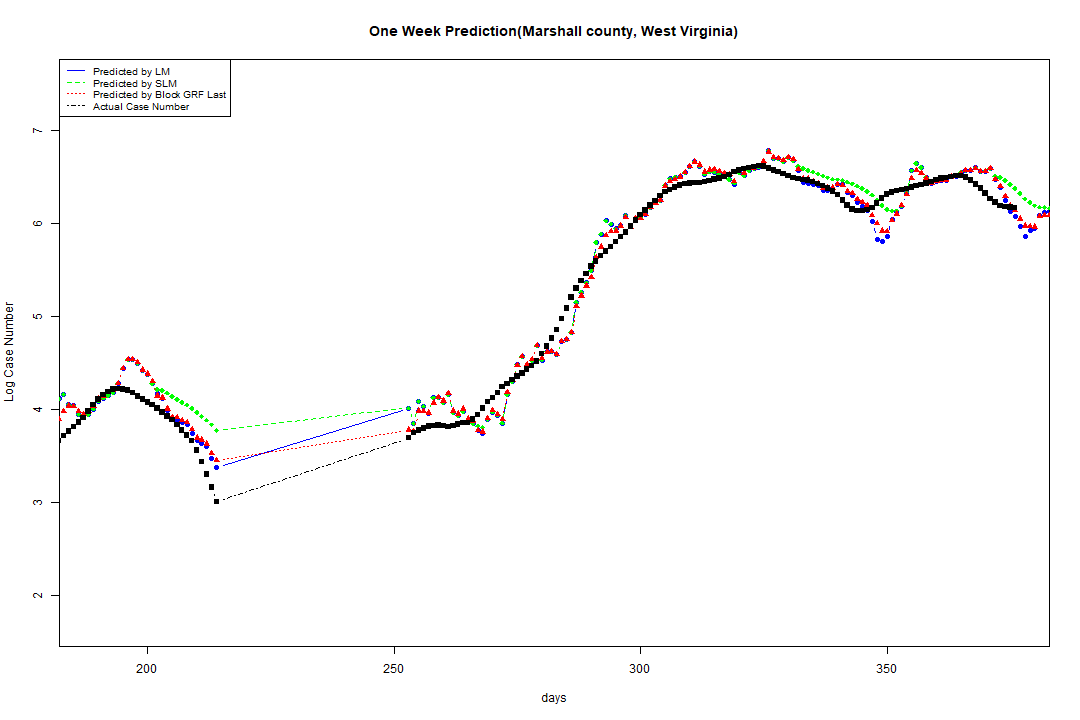 One Week Prediction(Marshall county, West Virginia)
Predicted by LM
Predicted by SLM
Predicted by Block GRF Last
Actual Case Number
7
6
5
4
3
2
Log Case Number
200
250
300
350
days